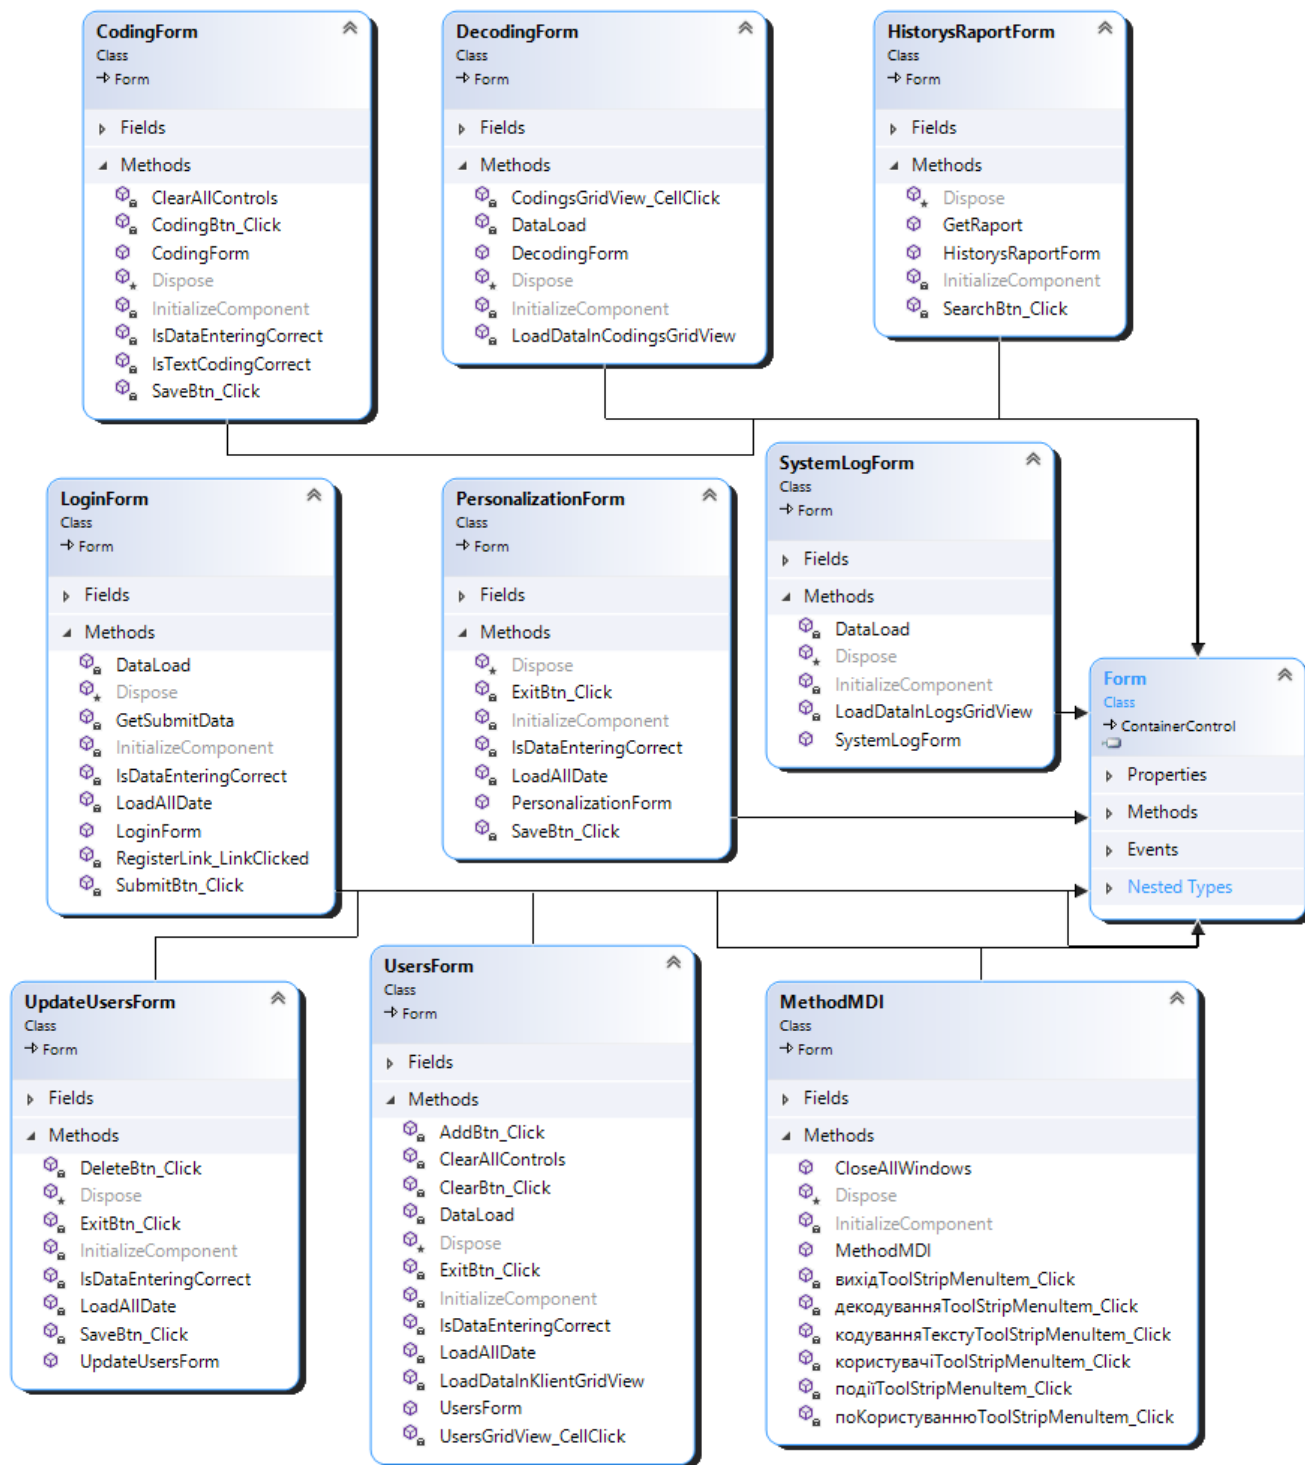 CodingForm
Class
Form
Fields
Methods
ClearAllControls
CodingBtn_Click
CodingForm
Dispose
InitializeComponent
IsDataEnteringCorrect
IsTextCodingCorrect
SaveBtn_Click
DecodingForm
Class
Form
Fields
Methods
CodingsGridView_CellClick
DataLoad
DecodingForm
Dispose
InitializeComponent
LoadDataInCodingsGridView
HistorysRaportForm
Class
Form
Fields
Methods
Dispose
GetRaport
HistorysRaportForm
InitializeComponent
SearchBtn_Click
LoginForm
Class
Form
Fields
Methods
DataLoad
Dispose
GetSubmitData
InitializeComponent
IsDataEnteringCorrect
LoadAllDate
LoginForm
RegisterLink_LinkClicked
SubmitBtn_Click
PersonalizationForm
Class
Form
Fields
Methods
Dispose
ExitBtn_Click
InitializeComponent
IsDataEnteringCorrect
LoadAllDate
PersonalizationForm
SaveBtn_Click
SystemLogForm
Class
Form
Fields
Methods
DataLoad
Dispose
InitializeComponent
LoadDataInLogsGridView
SystemLogForm
Form
Class
ContainerControl
Properties
Methods
Events
Nested Types
UpdateUsersForm
Class
Form
Fields
Methods
DeleteBtn_Click
Dispose
ExitBtn_Click
InitializeComponent
IsDataEnteringCorrect
LoadAllDate
SaveBtn_Click
UpdateUsersForm
UsersForm
Class
Form
Fields
Methods
AddBtn_Click
ClearAllControls
ClearBtn_Click
DataLoad
Dispose
ExitBtn_Click
InitializeComponent
IsDataEnteringCorrect
LoadAllDate
LoadDataInKlientGridView
UsersForm
UsersGridView_CellClick
MethodMDI
Class
Form
Fields
Methods
CloseAllWindows
Dispose
InitializeComponent
MethodMDI
вихідToolStripMenuItem_Click
декодуванняToolStripMenuItem_Click
кодуванняТекстуToolStripMenuItem_Click
користувачіToolStripMenuItem_Click
подіїToolStripMenuItem_Click
поКористуваннюToolStripMenuItem_Click